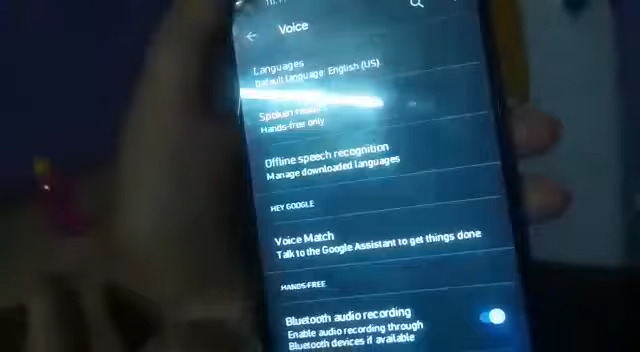 Voice
Languages
Default language: English (US)
Spoken
Hands-free only
Offline speech recognition
Manage downloaded languages
HEY GOOGLE
Voice Match
Talk to the Google Assistant to get things done
HANDS-FREE
Bluetooth audio recording
Enable audio recording through
Bluetooth devices if available